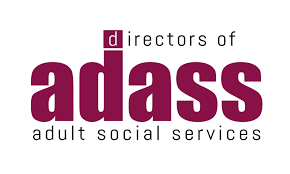 directors of
adass
adult social services